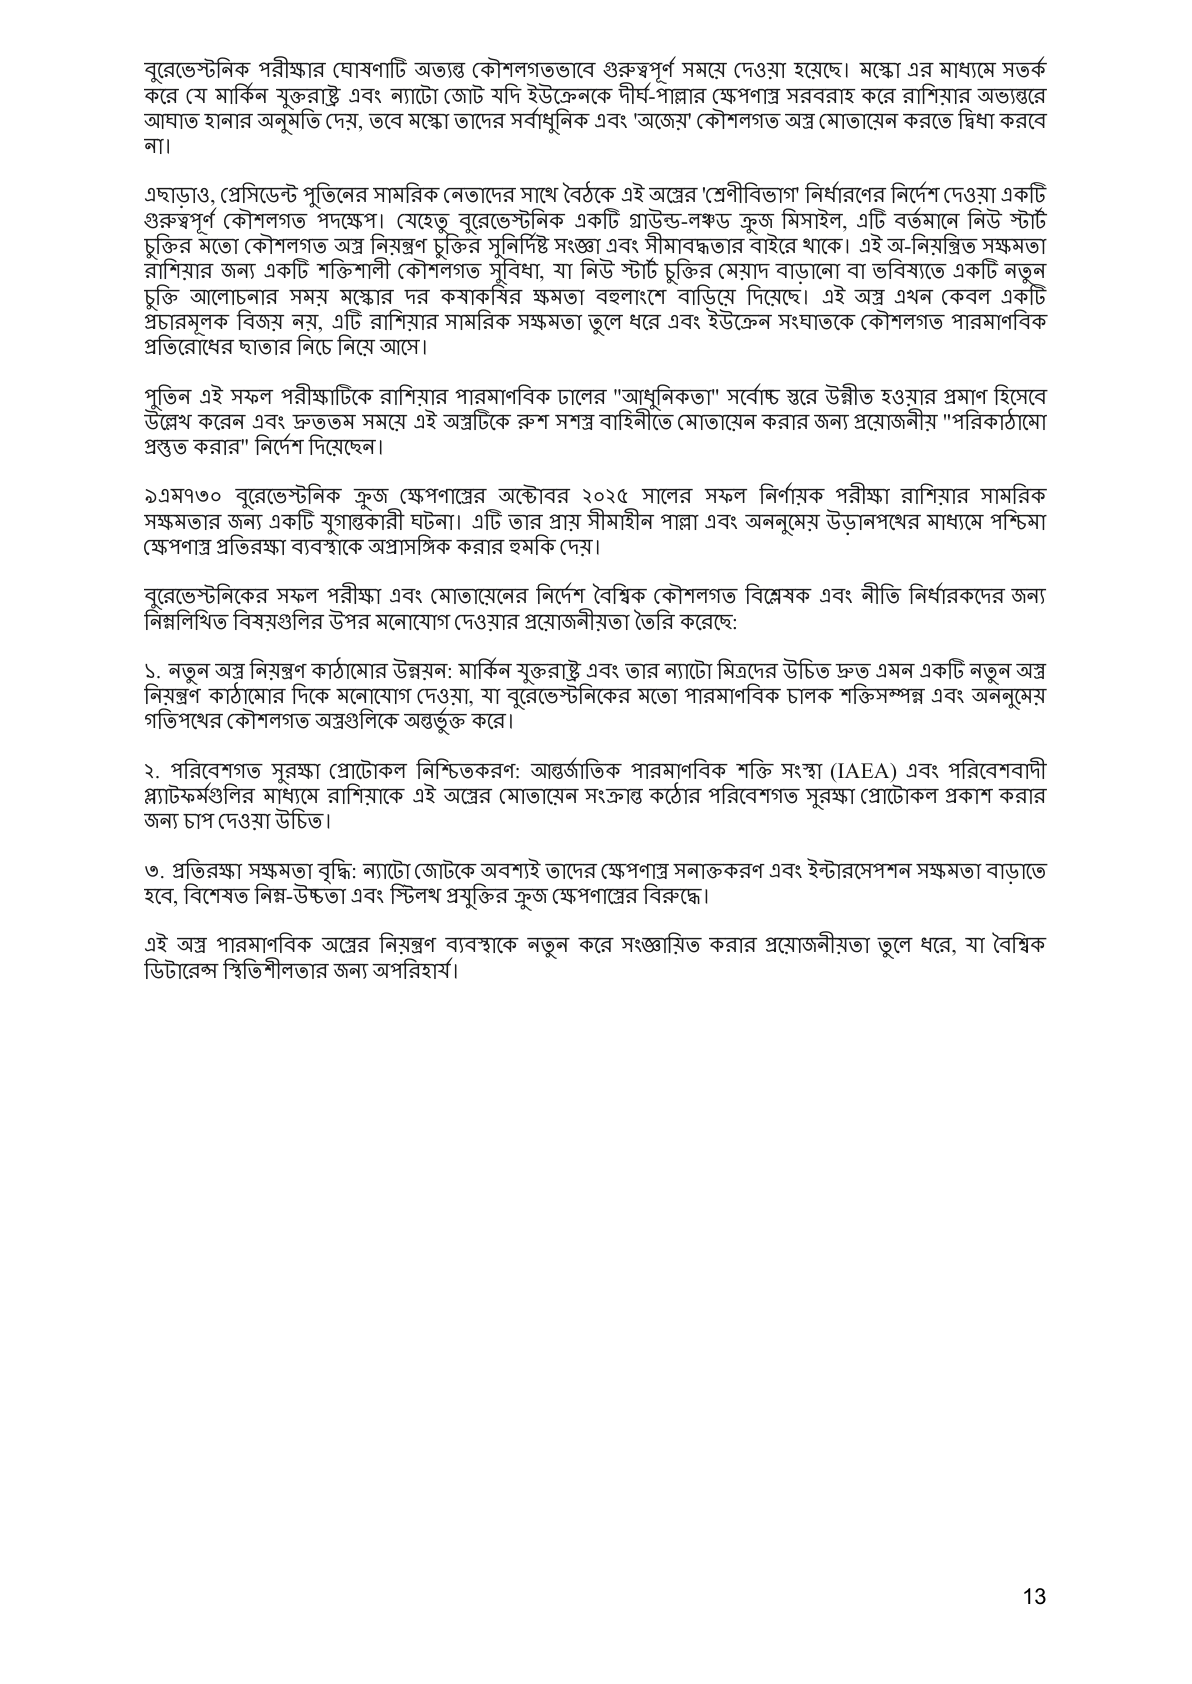 বুরেভেস্টনিক পরীক্ষার ঘোষণাটি অত্যন্ত কৌশলগতভাবে গুরুত্বপূর্ণ সময়ে দেওয়া হয়েছে। মস্কো এর মাধ্যমে সতর্ক
করে যে মার্কিন যুক্তরাষ্ট্র এবং ন্যাটো জোট যদি ইউক্রেনকে দীর্ঘ-পাল্লার ক্ষেপণাস্ত্র সরবরাহ করে রাশিয়ার অভ্যন্তরে
আঘাত হানার অনুমতি দেয়, তবে মস্কো তাদের সর্বাধুনিক এবং 'অজেয়' কৌশলগত অস্ত্র মোতায়েন করতে দ্বিধা করবে
না।
এছাড়াও, প্রেসিডেন্ট পুতিনের সামরিক নেতাদের সাথে বৈঠকে এই অস্ত্রের 'শ্রেণীবিভাগ' নির্ধারণের নির্দেশ দেওয়া একটি
গুরুত্বপূর্ণ কৌশলগত পদক্ষেপ। যেহেতু বুরেভেস্টনিক একটি গ্রাউন্ড-লঞ্চড ক্রুজ মিসাইল, এটি বর্তমানে নিউ স্টার্ট
চুক্তির মতো কৌশলগত অস্ত্র নিয়ন্ত্রণ চুক্তির সুনির্দিষ্ট সংজ্ঞা এবং সীমাবদ্ধতার বাইরে থাকে। এই অ-নিয়ন্ত্রিত সক্ষমতা
রাশিয়ার জন্য একটি শক্তিশালী কৌশলগত সুবিধা, যা নিউ স্টার্ট চুক্তির মেয়াদ বাড়ানো বা ভবিষ্যতে একটি নতুন
চুক্তি আলোচনার সময় মস্কোর দর কষাকষির ক্ষমতা বহুলাংশে বাড়িয়ে দিয়েছে। এই অস্ত্র এখন কেবল একটি
প্রচারমূলক বিজয় নয়, এটি রাশিয়ার সামরিক সক্ষমতা তুলে ধরে এবং ইউক্রেন সংঘাতকে কৌশলগত পারমাণবিক
প্রতিরোধের ছাতার নিচে নিয়ে আসে।
পুতিন এই সফল পরীক্ষাটিকে রাশিয়ার পারমাণবিক ঢালের "আধুনিকতা" সর্বোচ্চ স্তরে উন্নীত হওয়ার প্রমাণ হিসেবে
উল্লেখ করেন এবং দ্রুততম সময়ে এই অস্ত্রটিকে রুশ সশস্ত্র বাহিনীতে মোতায়েন করার জন্য প্রয়োজনীয় "পরিকাঠামো
প্রস্তুত করার" নির্দেশ দিয়েছেন।
৯এম৭৩০ বুরেভেস্টনিক ক্রুজ ক্ষেপণাস্ত্রের অক্টোবর ২০২৫ সালের সফল নির্ণায়ক পরীক্ষা রাশিয়ার সামরিক
সক্ষমতার জন্য একটি যুগান্তকারী ঘটনা। এটি তার প্রায় সীমাহীন পাল্লা এবং অননুমেয় উড়ানপথের মাধ্যমে পশ্চিমা
ক্ষেপণাস্ত্র প্রতিরক্ষা ব্যবস্থাকে অপ্রাসঙ্গিক করার হুমকি দেয়।
বুরেভেস্টনিকের সফল পরীক্ষা এবং মোতায়েনের নির্দেশ বৈশ্বিক কৌশলগত বিশ্লেষক এবং নীতি নির্ধারকদের জন্য
নিম্নলিখিত বিষয়গুলির উপর মনোযোগ দেওয়ার প্রয়োজনীয়তা তৈরি করেছে:
১. নতুন অস্ত্র নিয়ন্ত্রণ কাঠামোর উন্নয়ন: মার্কিন যুক্তরাষ্ট্র এবং তার ন্যাটো মিত্রদের উচিত দ্রুত এমন একটি নতুন অস্ত্র
নিয়ন্ত্রণ কাঠামোর দিকে মনোযোগ দেওয়া, যা বুরেভেস্টনিকের মতো পারমাণবিক চালক শক্তিসম্পন্ন এবং অননুমেয়
গতিপথের কৌশলগত অস্ত্রগুলিকে অন্তর্ভুক্ত করে।
২. পরিবেশগত সুরক্ষা প্রোটোকল নিশ্চিতকরণ: আন্তর্জাতিক পারমাণবিক শক্তি সংস্থা (IAEA) এবং পরিবেশবাদী
প্ল্যাটফর্মগুলির মাধ্যমে রাশিয়াকে এই অস্ত্রের মোতায়েন সংক্রান্ত কঠোর পরিবেশগত সুরক্ষা প্রোটোকল প্রকাশ করার
জন্য চাপ দেওয়া উচিত।
৩. প্রতিরক্ষা সক্ষমতা বৃদ্ধি: ন্যাটো জোটকে অবশ্যই তাদের ক্ষেপণাস্ত্র সনাক্তকরণ এবং ইন্টারসেপশন সক্ষমতা বাড়াতে
হবে, বিশেষত নিম্ন-উচ্চতা এবং স্টিলথ প্রযুক্তির ক্রুজ ক্ষেপণাস্ত্রের বিরুদ্ধে।
এই অস্ত্র পারমাণবিক অস্ত্রের নিয়ন্ত্রণ ব্যবস্থাকে নতুন করে সংজ্ঞায়িত করার প্রয়োজনীয়তা তুলে ধরে, যা বৈশ্বিক
ডিটারেন্স স্থিতিশীলতার জন্য অপরিহার্য।
13